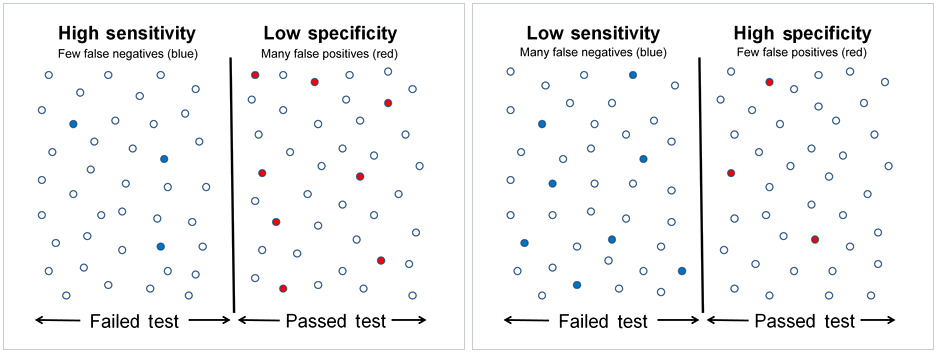 High sensitivity
Few false negatives (blue)
Low specificity
Many false positives (red)
Failed test
Passed test
Low sensitivity
Many false negatives (blue)
High specificity
Few false positives (red)
Failed test
Passed test